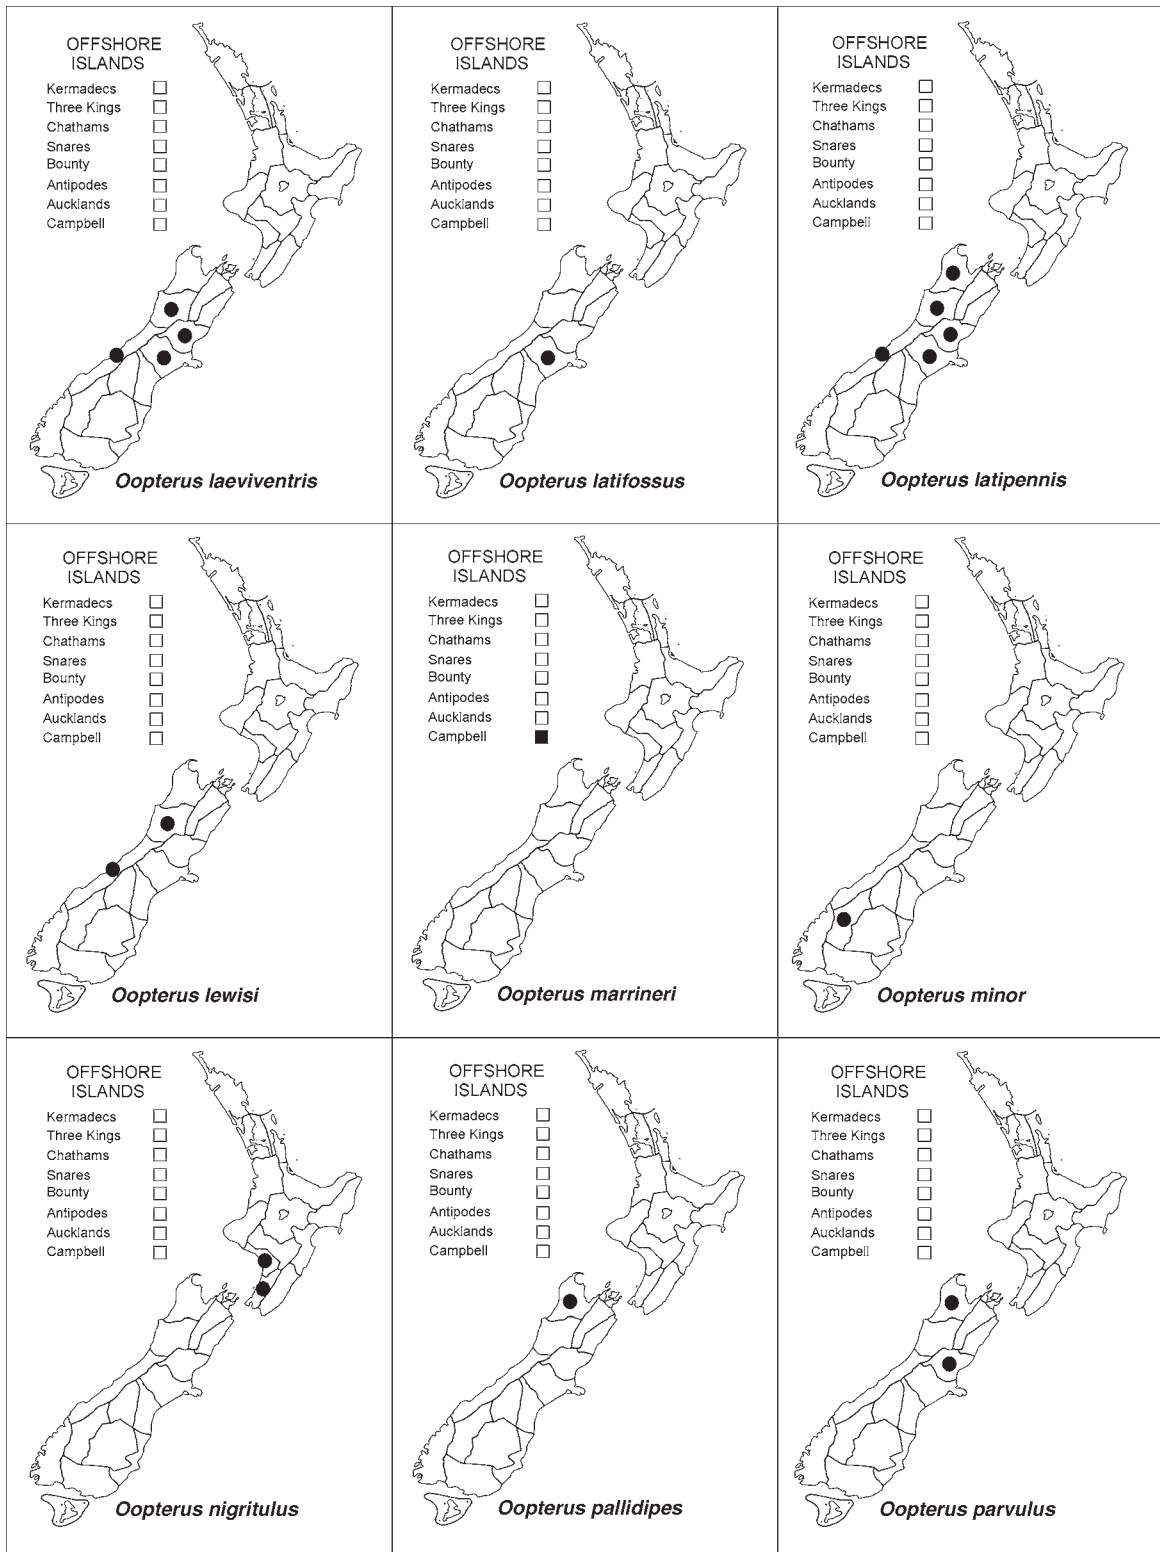 OFFSHORE
ISLANDS
Kermadecs
Three Kings
Chathams
Snares
Bounty
Antipodes
Aucklands
Campbell
Oopterus laeviventris
OFFSHORE
ISLANDS
Kermadecs
Three Kings
Chathams
Snares
Bounty
Antipodes
Aucklands
Campbell
Oopterus latifossus
OFFSHORE
ISLANDS
Kermadecs
Three Kings
Chathams
Snares
Bounty
Antipodes
Aucklands
Campbell
Oopterus latipennis
OFFSHORE
ISLANDS
Kermadecs
Three Kings
Chathams
Snares
Bounty
Antipodes
Aucklands
Campbell
Oopterus lewisi
OFFSHORE
ISLANDS
Kermadecs
Three Kings
Chathams
Snares
Bounty
Antipodes
Aucklands
Campbell
Oopterus marrineri
OFFSHORE
ISLANDS
Kermadecs
Three Kings
Chathams
Snares
Bounty
Antipodes
Aucklands
Campbell
Oopterus minor
OFFSHORE
ISLANDS
Kermadecs
Three Kings
Chathams
Snares
Bounty
Antipodes
Aucklands
Campbell
Oopterus nigritulus
OFFSHORE
ISLANDS
Kermadecs
Three Kings
Chathams
Snares
Bounty
Antipodes
Aucklands
Campbell
Oopterus pallidipes
OFFSHORE
ISLANDS
Kermadecs
Three Kings
Chathams
Snares
Bounty
Antipodes
Aucklands
Campbell
Oopterus parvulus